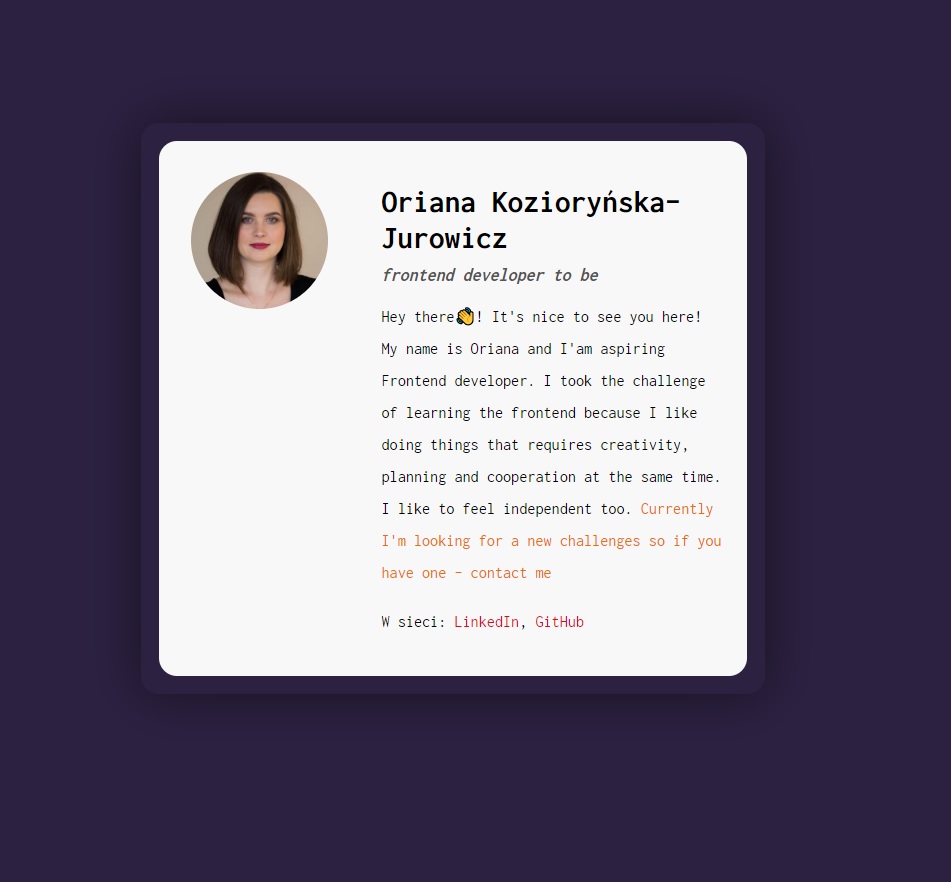 Oriana Kozioryńska-
Jurowicz
frontend developer to be
Hey there👏! It's nice to see you here!
My name is Oriana and I'am aspiring
Frontend developer. I took the challenge
of learning the frontend because I like
doing things that requires creativity,
planning and cooperation at the same time.
I like to feel independent too. Currently
I'm looking for a new challenges so if you
have one - contact me
W sieci: LinkedIn, GitHub